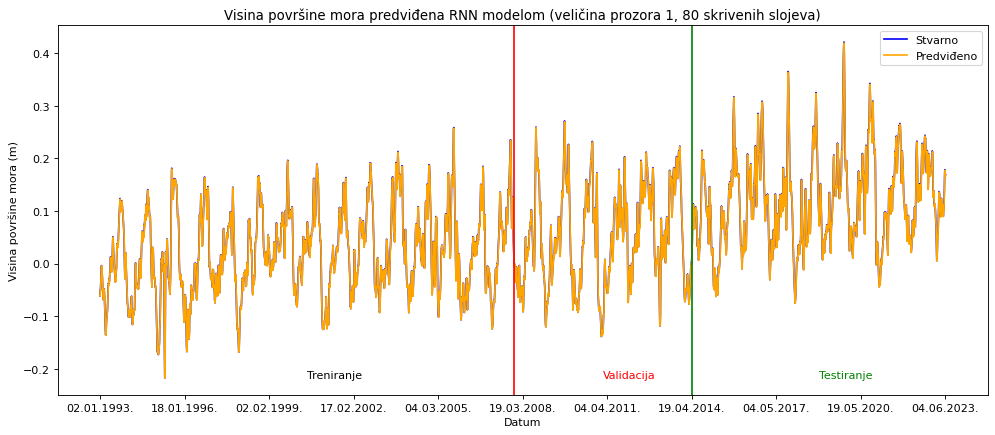 Visina površine mora predviđena RNN modelom (veličina prozora 1, 80 skrivenih slojeva)
Stvarno
Predviđeno
Visina površine mora (m)
0.4
0.3
0.2
0.1
0.0
−0.1
−0.2
Treniranje
Validacija
Testiranje
02.01.1993.
18.01.1996.
02.02.1999.
17.02.2002.
04.03.2005.
19.03.2008.
04.04.2011.
19.04.2014.
04.05.2017.
19.05.2020.
04.06.2023.
Datum